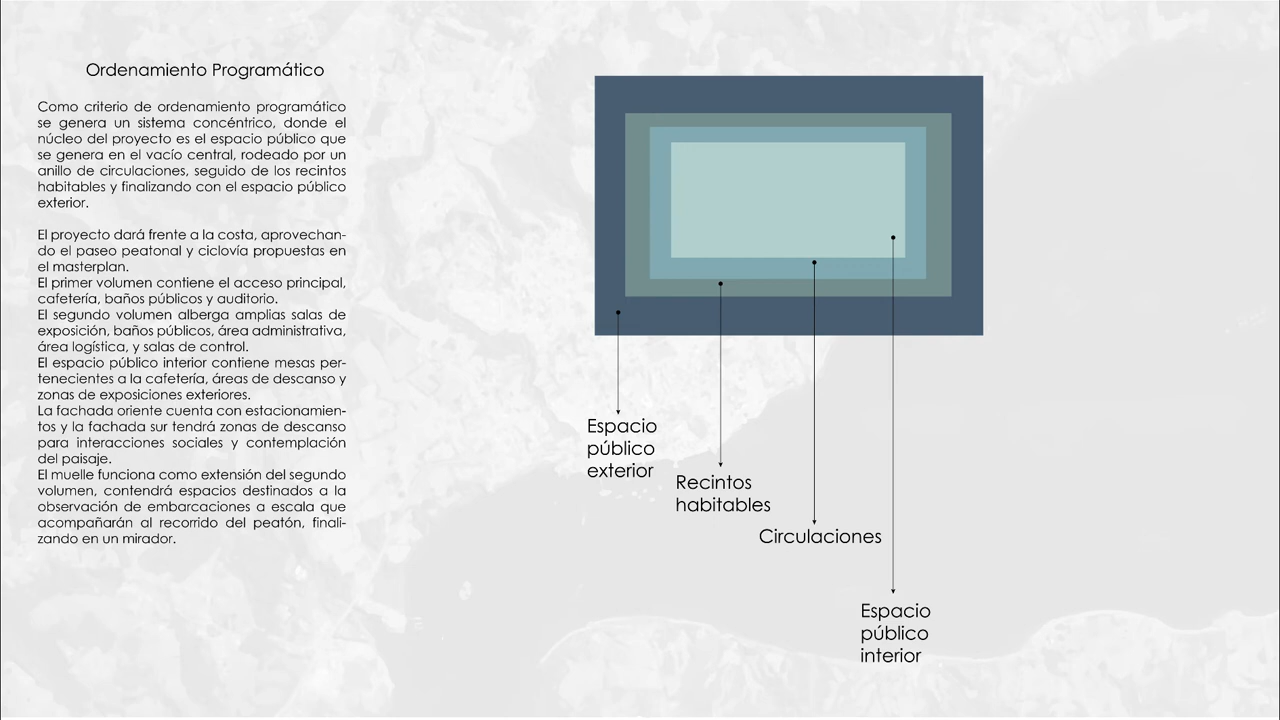 Ordenamiento Programático
Como criterio de ordenamiento programático
se genera un sistema concéntrico, donde el
núcleo del proyecto es el espacio público que
se genera en el vacío central, rodeado por un
anillo de circulaciones, seguido de los recintos
habitables y finalizando con el espacio público
exterior.
El proyecto dará frente a la costa, aprovechan-
do el paseo peatonal y ciclovía propuestas en
el masterplan.
El primer volumen contiene el acceso principal,
cafetería, baños públicos y auditorio.
El segundo volumen alberga amplias salas de
exposición, baños públicos, área administrativa,
área logística, y salas de control.
El espacio público interior contiene mesas per-
tenecientes a la cafetería, áreas de descanso y
zonas de exposiciones exteriores.
La fachada oriente cuenta con estacionamien-
tos y la fachada sur tendrá zonas de descanso
para interacciones sociales y contemplación
del paisaje.
El muelle funciona como extensión del segundo
volumen, contendrá espacios destinados a la
observación de embarcaciones a escala que
acompañarán al recorrido del peatón, finali-
zando en un mirador.
Espacio
público
exterior
Recintos
habitables
Circulaciones
Espacio
público
interior